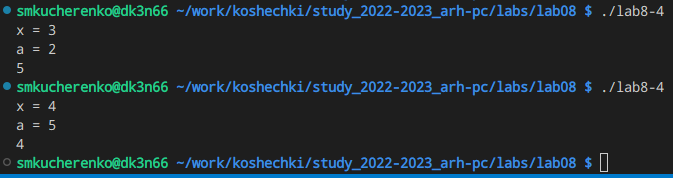 smkucherenko@dk3n66 ~/work/koshechki/study_2022-2023_arh-pc/labs/lab08 $ ./lab8-4
x = 3
a = 2
5
smkucherenko@dk3n66 ~/work/koshechki/study_2022-2023_arh-pc/labs/lab08 $ ./lab8-4
x = 4
a = 5
4
smkucherenko@dk3n66 ~/work/koshechki/study_2022-2023_arh-pc/labs/lab08 $